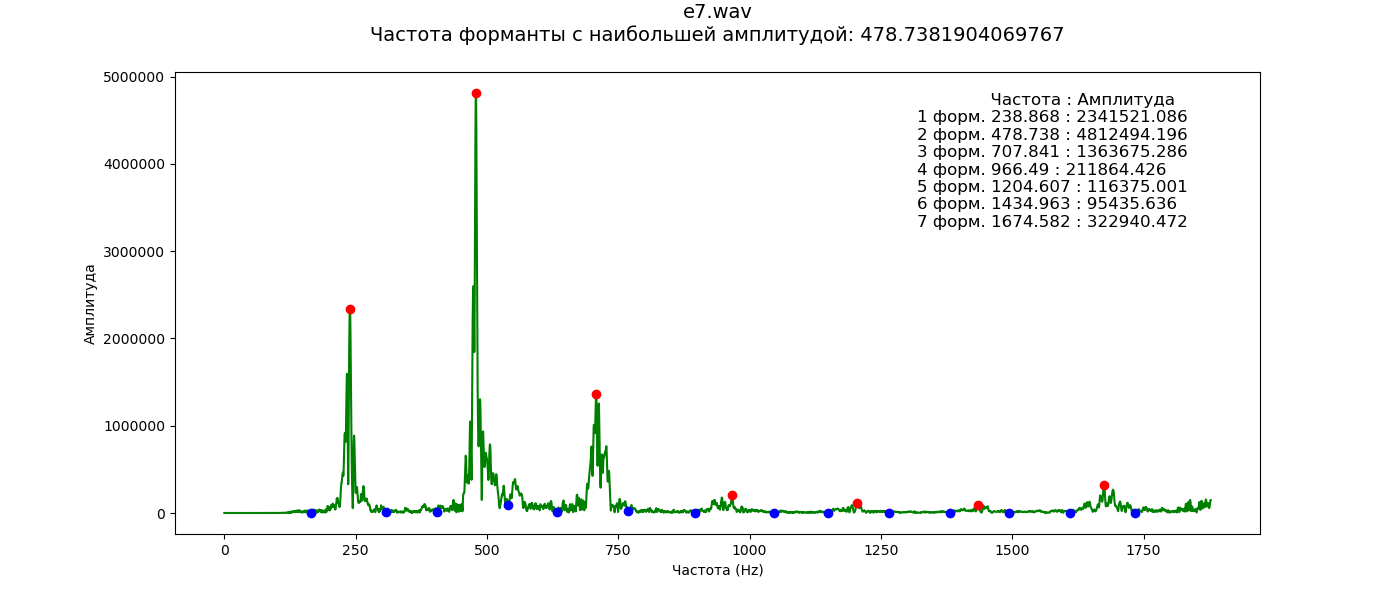 e7.wav
Частота форманты с наибольшей амплитудой: 478.7381904069767
Частота : Амплитуда
1 форм. 238.868 : 2341521.086
2 форм. 478.738 : 4812494.196
3 форм. 707.841 : 1363675.286
4 форм. 966.49 : 211864.426
5 форм. 1204.607 : 116375.001
6 форм. 1434.963 : 95435.636
7 форм. 1674.582 : 322940.472
5000000
4000000
3000000
2000000
1000000
0
Амплитуда
0 250 500 750 1000 1250 1500 1750
Частота (Hz)